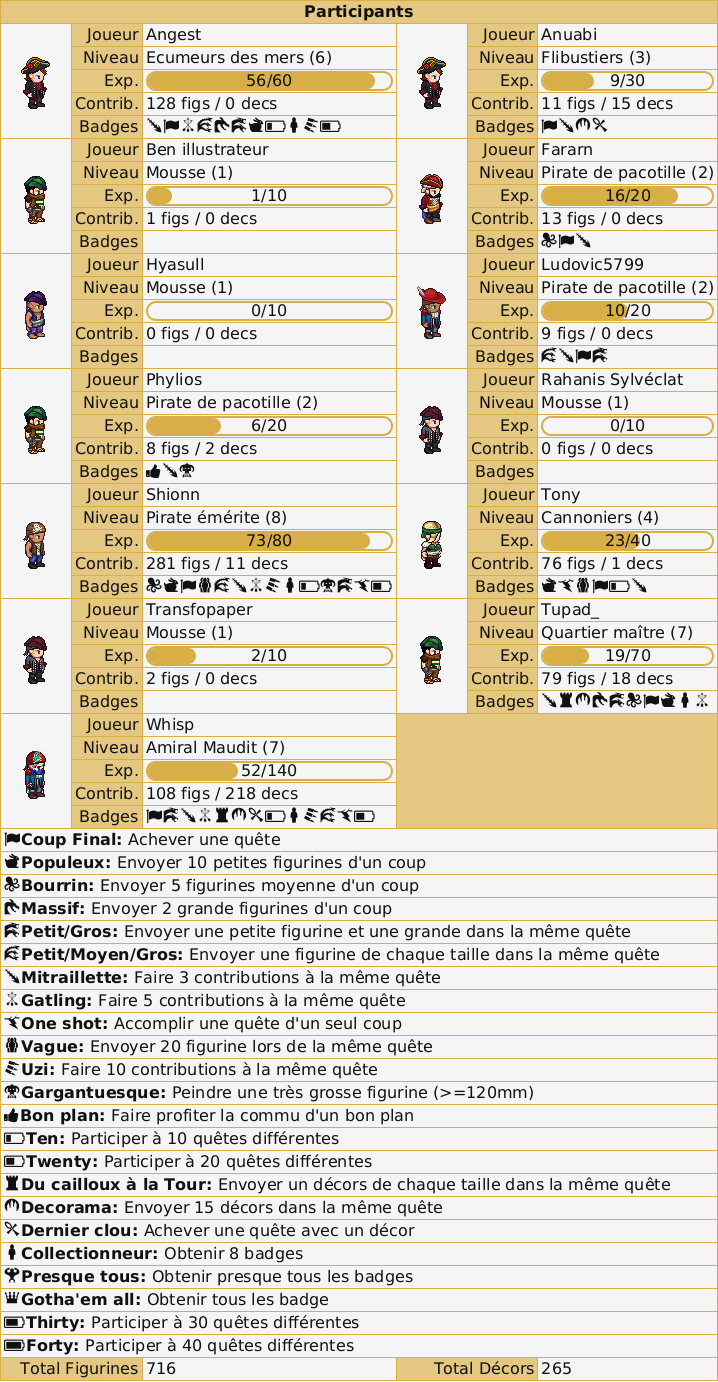 Participants
Joueur Angest
Niveau Ecumeurs des mers (6)
Exp. 56/60
Contrib. 128 figs / 0 decs
Badges
Joueur Anuabi
Niveau Flibustiers (3)
Exp. 9/30
Contrib. 11 figs / 15 decs
Badges
Joueur Ben illustrateur
Niveau Mousse (1)
Exp. 1/10
Contrib. 1 figs / 0 decs
Badges
Joueur Fararn
Niveau Pirate de pacotille (2)
Exp. 16/20
Contrib. 13 figs / 0 decs
Badges
Joueur Hyasull
Niveau Mousse (1)
Exp. 0/10
Contrib. 0 figs / 0 decs
Badges
Joueur Ludovic5799
Niveau Pirate de pacotille (2)
Exp. 10/20
Contrib. 9 figs / 0 decs
Badges
Joueur Phylios
Niveau Pirate de pacotille (2)
Exp. 6/20
Contrib. 8 figs / 2 decs
Badges
Joueur Rahanis Sylvéclat
Niveau Mousse (1)
Exp. 0/10
Contrib. 0 figs / 0 decs
Badges
Joueur Shionn
Niveau Pirate émérite (8)
Exp. 73/80
Contrib. 281 figs / 11 decs
Badges
Joueur Tony
Niveau Cannoniers (4)
Exp. 23/40
Contrib. 76 figs / 1 decs
Badges
Joueur Transfopaper
Niveau Mousse (1)
Exp. 2/10
Contrib. 2 figs / 0 decs
Badges
Joueur Tupad_
Niveau Quartier maître (7)
Exp. 19/70
Contrib. 79 figs / 18 decs
Badges
Joueur Whisp
Niveau Amiral Maudit (7)
Exp. 52/140
Contrib. 108 figs / 218 decs
Badges
Coup Final: Achever une quête
Populeux: Envoyer 10 petites figurines d'un coup
Bourrin: Envoyer 5 figurines moyenne d'un coup
Massif: Envoyer 2 grande figurines d'un coup
Petit/Gros: Envoyer une petite figurine et une grande dans la même quête
Petit/Moyen/Gros: Envoyer une figurine de chaque taille dans la même quête
Mitraillette: Faire 3 contributions à la même quête
Gatling: Faire 5 contributions à la même quête
One shot: Accomplir une quête d'un seul coup
Vague: Envoyer 20 figurine lors de la même quête
Uzi: Faire 10 contributions à la même quête
Gargantuesque: Peindre une très grosse figurine (>=120mm)
Bon plan: Faire profiter la commu d'un bon plan
Ten: Participer à 10 quêtes différentes
Twenty: Participer à 20 quêtes différentes
Du cailloux à la Tour: Envoyer un décors de chaque taille dans la même quête
Decorama: Envoyer 15 décors dans la même quête
Dernier clou: Achever une quête avec un décor
Collectionneur: Obtenir 8 badges
Presque tous: Obtenir presque tous les badges
Gotha'em all: Obtenir tous les badge
Thirty: Participer à 30 quêtes différentes
Forty: Participer à 40 quêtes différentes
Total Figurines 716 Total Décors 265